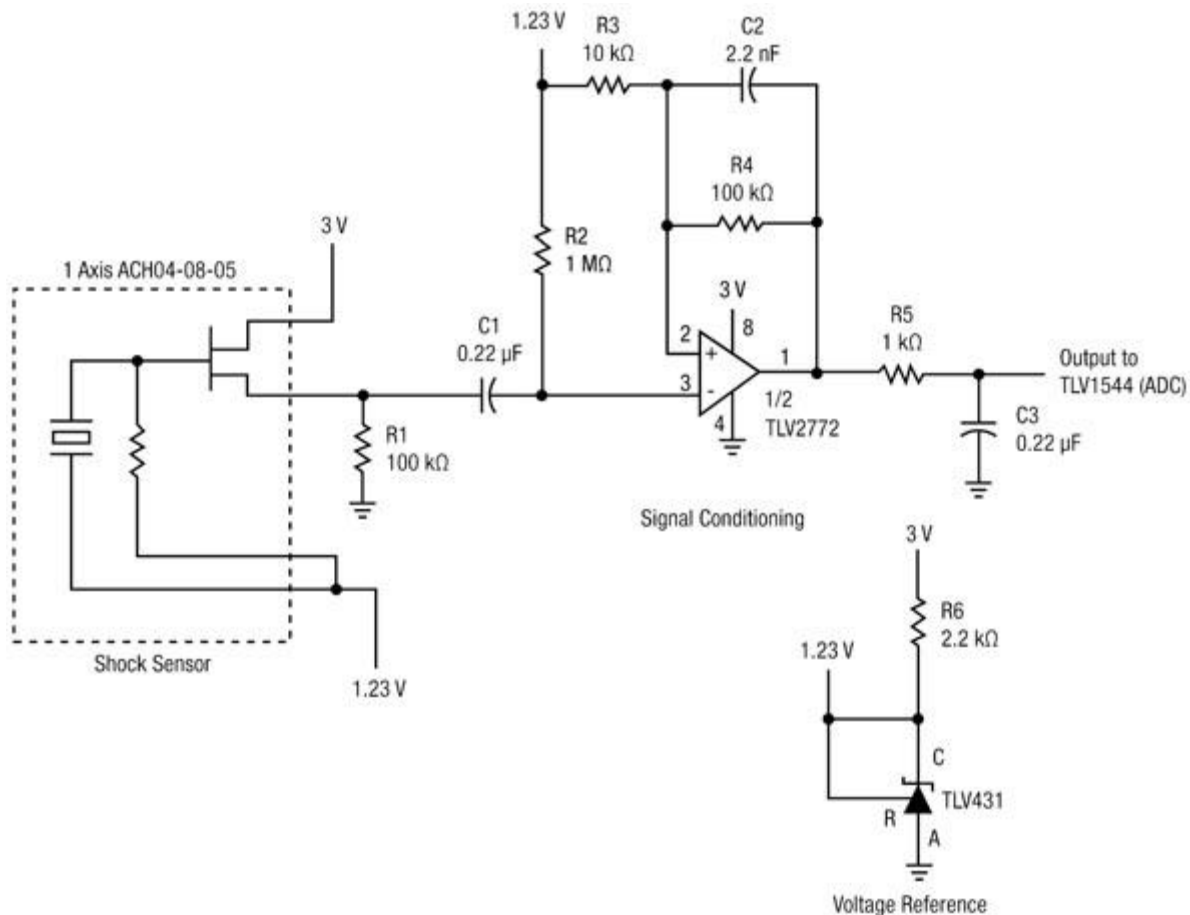 1.23 V
R3
10 kΩ
C2
2.2 nF
R4
100 kΩ
3 V
R2
1 MΩ
1 Axis ACH04-08-05
C1
0.22 µF
3 V
8
2
+
1
3
-
4
1/2
TLV2772
R5
1 kΩ
Output to
TLV1544 (ADC)
C3
0.22 µF
R1
100 kΩ
Signal Conditioning
Shock Sensor
1.23 V
3 V
R6
2.2 kΩ
1.23 V
C
TLV431
R
A
Voltage Reference